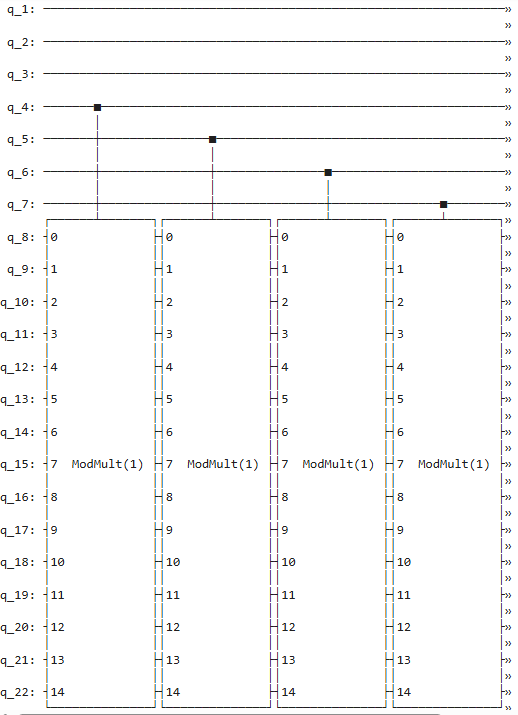 q_1: »
»
q_2: »
»
q_3: »
»
q_4: ■ »
»
q_5: ■ »
»
q_6: ■ »
»
q_7: ■ »
»
q_8: 0 0 0 0 »
»
q_9: 1 1 1 1 »
»
q_10: 2 2 2 2 »
»
q_11: 3 3 3 3 »
»
q_12: 4 4 4 4 »
»
q_13: 5 5 5 5 »
»
q_14: 6 6 6 6 »
»
q_15: 7 ModMult(1) 7 ModMult(1) 7 ModMult(1) 7 ModMult(1) »
»
q_16: 8 8 8 8 »
»
q_17: 9 9 9 9 »
»
q_18: 10 10 10 10 »
»
q_19: 11 11 11 11 »
»
q_20: 12 12 12 12 »
»
q_21: 13 13 13 13 »
»
q_22: 14 14 14 14 »
»